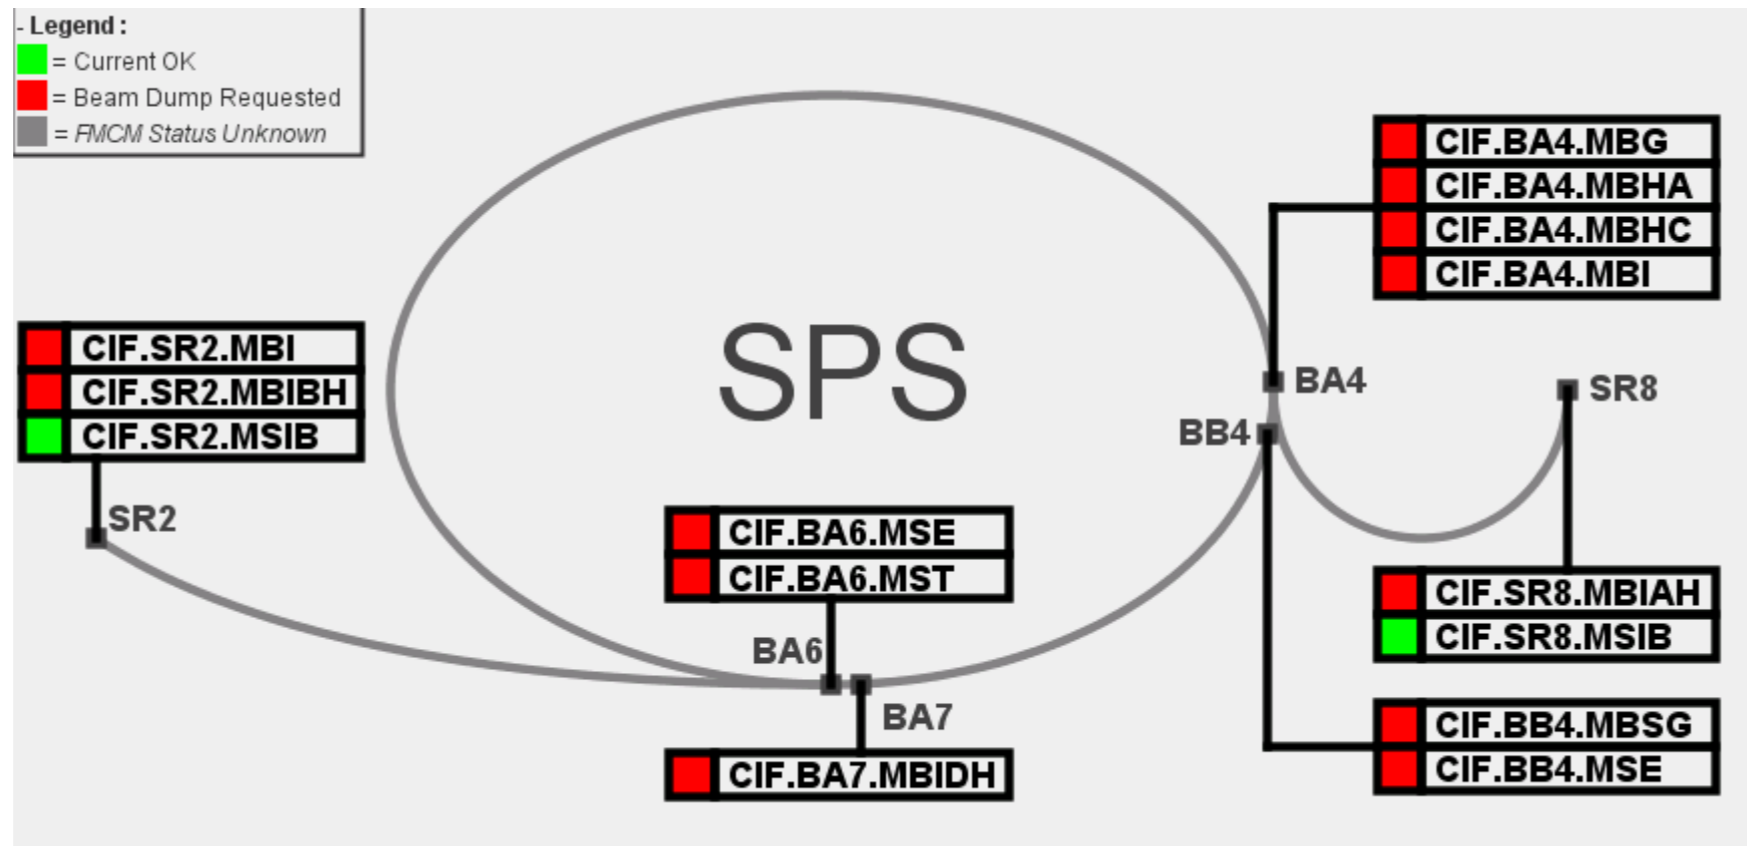 - Legend :
= Current OK
= Beam Dump Requested
= FMCM Status Unknown
CIF.BA4.MBG
CIF.BA4.MBHA
CIF.BA4.MBHC
CIF.BA4.MBI
CIF.SR2.MBI
CIF.SR2.MBIBH
CIF.SR2.MSIB
SPS
BA4
SR8
BB4
SR2
CIF.BA6.MSE
CIF.BA6.MST
BA6
CIF.SR8.MBIAH
CIF.SR8.MSIB
BA7
CIF.BA7.MBIDH
CIF.BB4.MBSG
CIF.BB4.MSE